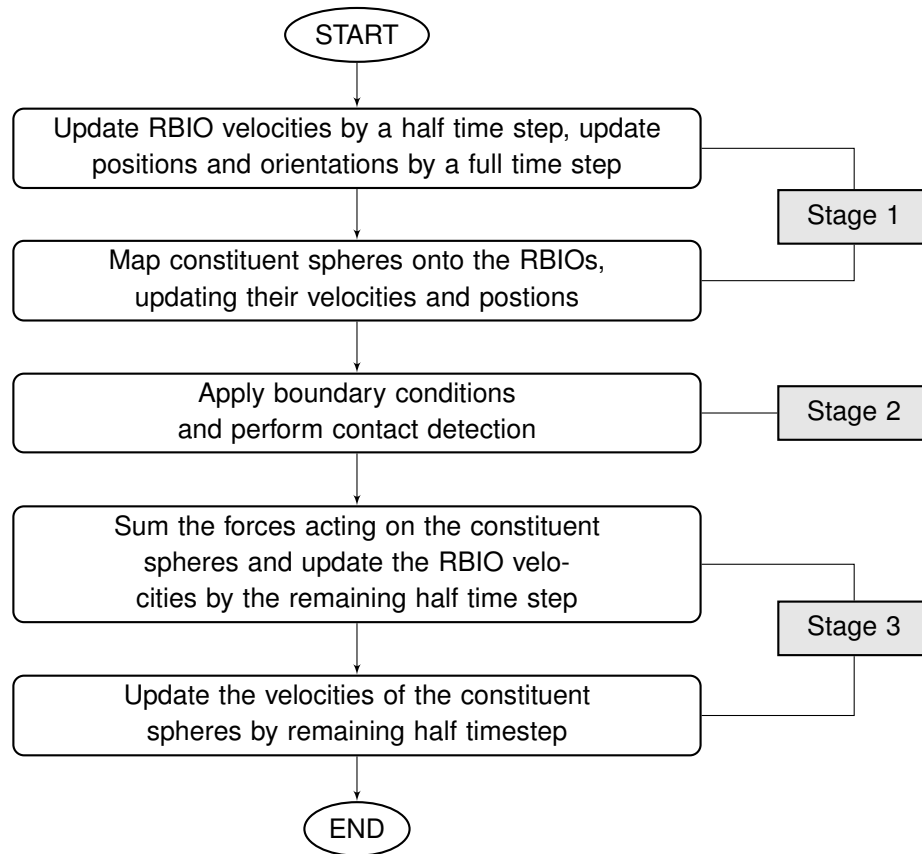 START
Update RBIO velocities by a half time step, update
positions and orientations by a full time step
Stage 1
Map constituent spheres onto the RBIOs,
updating their velocities and postions
Apply boundary conditions
and perform contact detection
Stage 2
Sum the forces acting on the constituent
spheres and update the RBIO velo-
cities by the remaining half time step
Stage 3
Update the velocities of the constituent
spheres by remaining half timestep
END